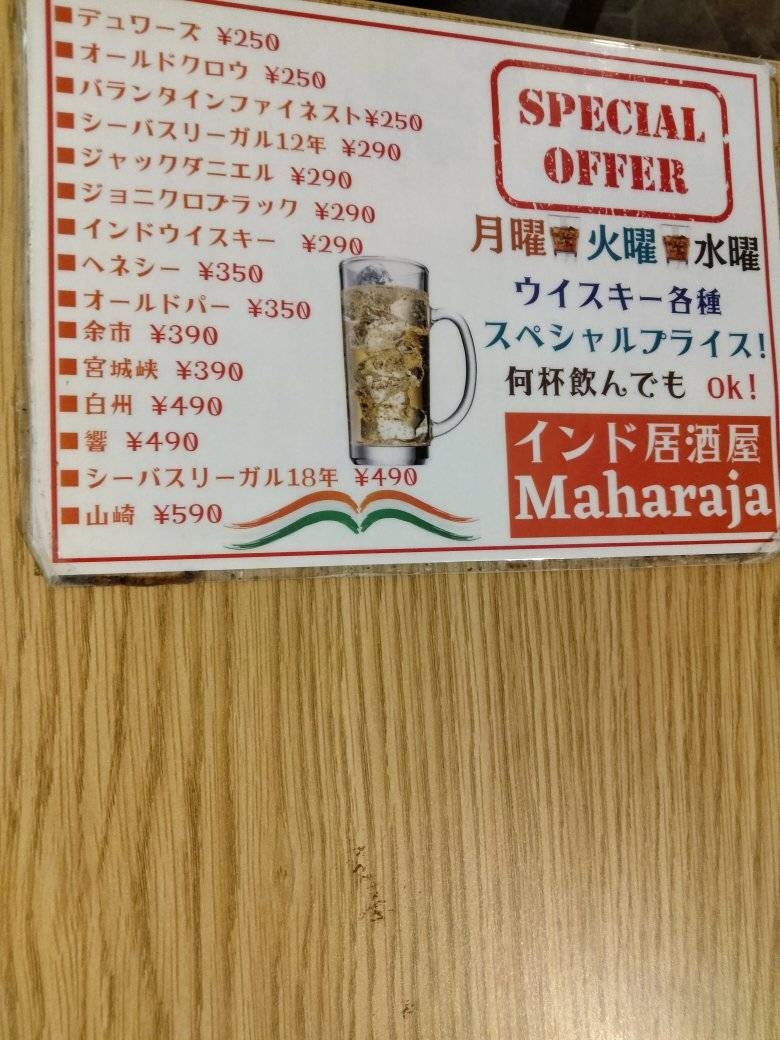 ■デュワーズ ¥250
■オールドクロウ ¥250
■バランタインファイネスト¥250
■シーバスリーガル12年 ¥290
■ジャックダニエル ¥290
■ジョニクロブラック ¥290
■インドウイスキー ¥290
■ヘネシー ¥350
■オールドパー ¥350
■余市 ¥390
■宮城峡 ¥390
■白州 ¥490
■響 ¥490
■シーバスリーガル18年 ¥490
■山崎 ¥590
SPECIAL
OFFER
月曜 火曜 水曜
ウイスキー各種
スペシャルプライス!
何杯飲んでも ok!
インド居酒屋
Maharaja